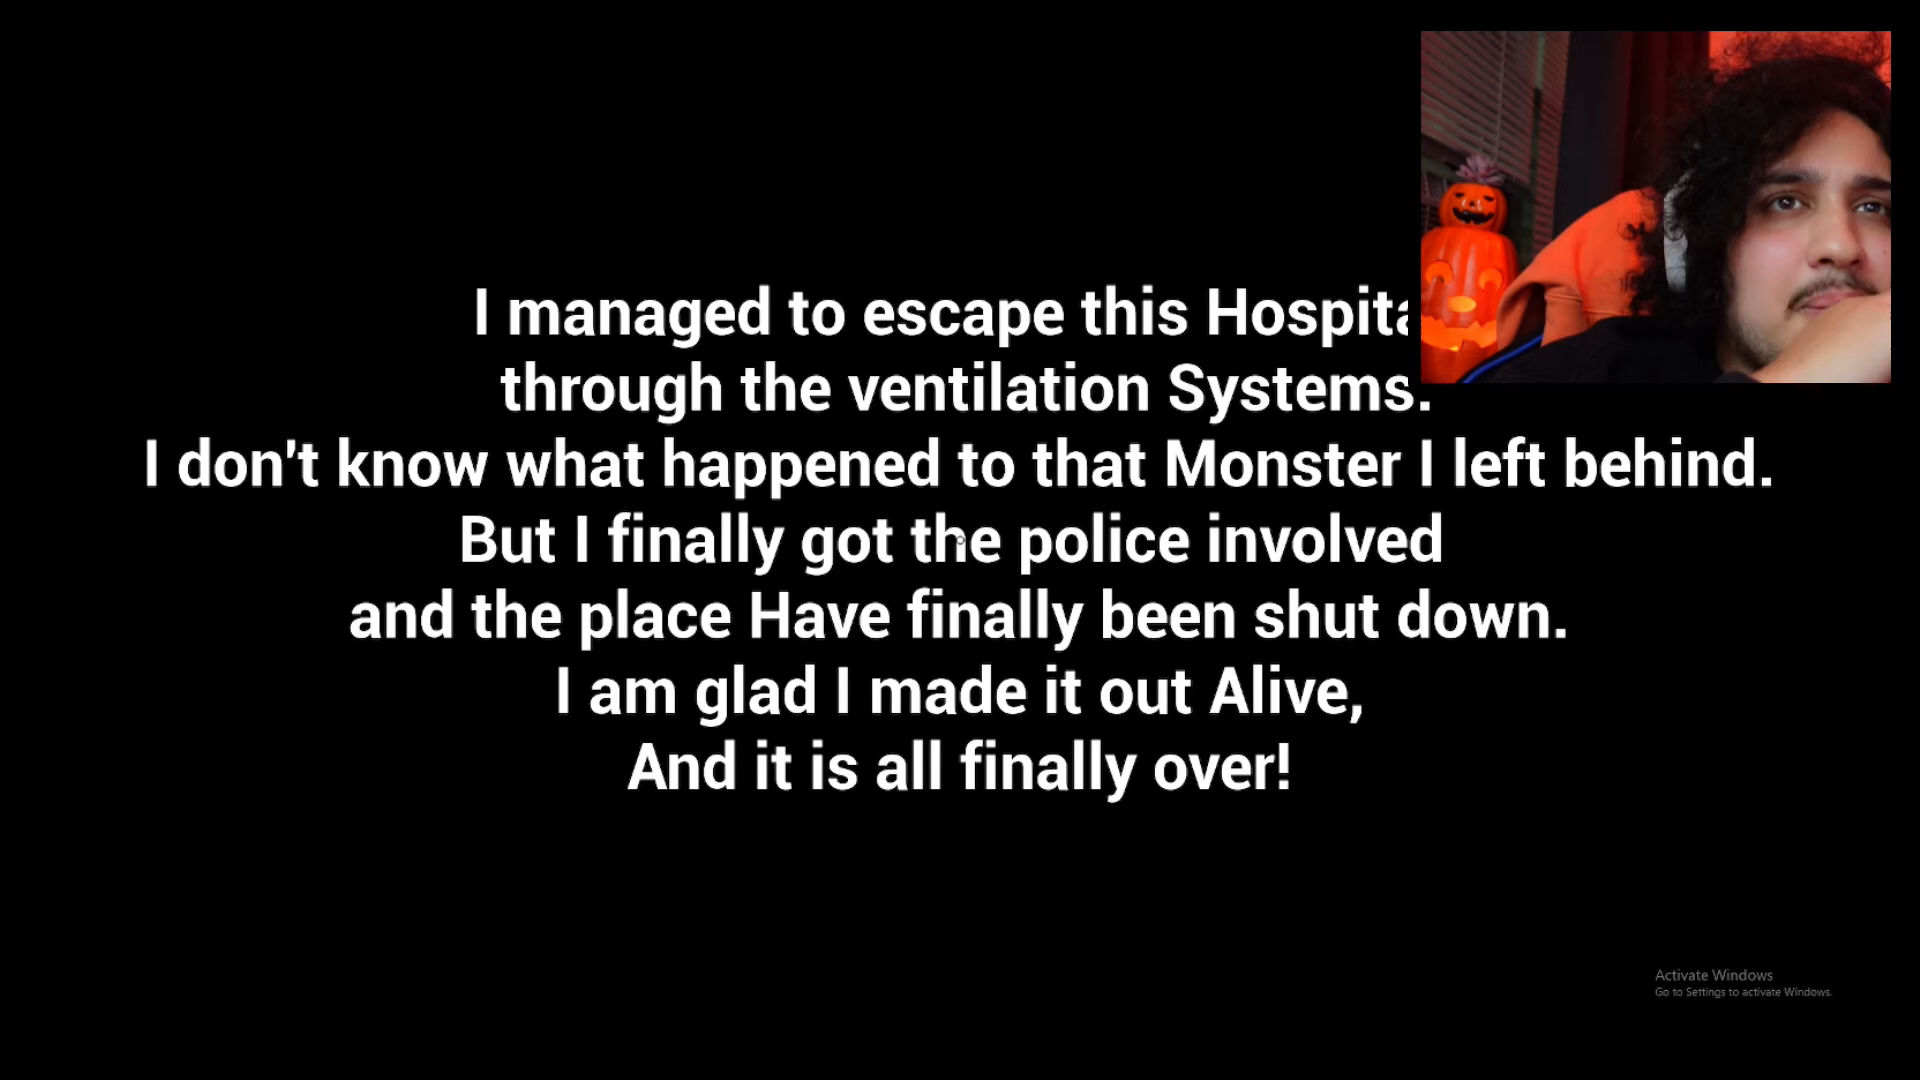 I managed to escape this Hospita
through the ventilation Systems.
I don't know what happened to that Monster I left behind.
But I finally got the police involved
and the place Have finally been shut down.
I am glad I made it out Alive,
And it is all finally over!
Activate Windows
Go to Settings to activate Windows.